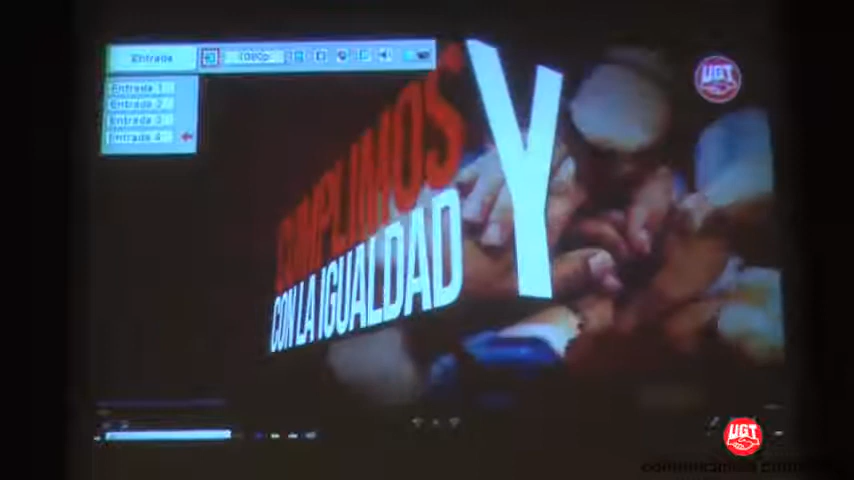 Entrada
1080p
Entrada 1
Entrada 2
Entrada 3
Entrada 4
CUMPLIMOS
CON LA IGUALDAD
Y
UGT
UGT